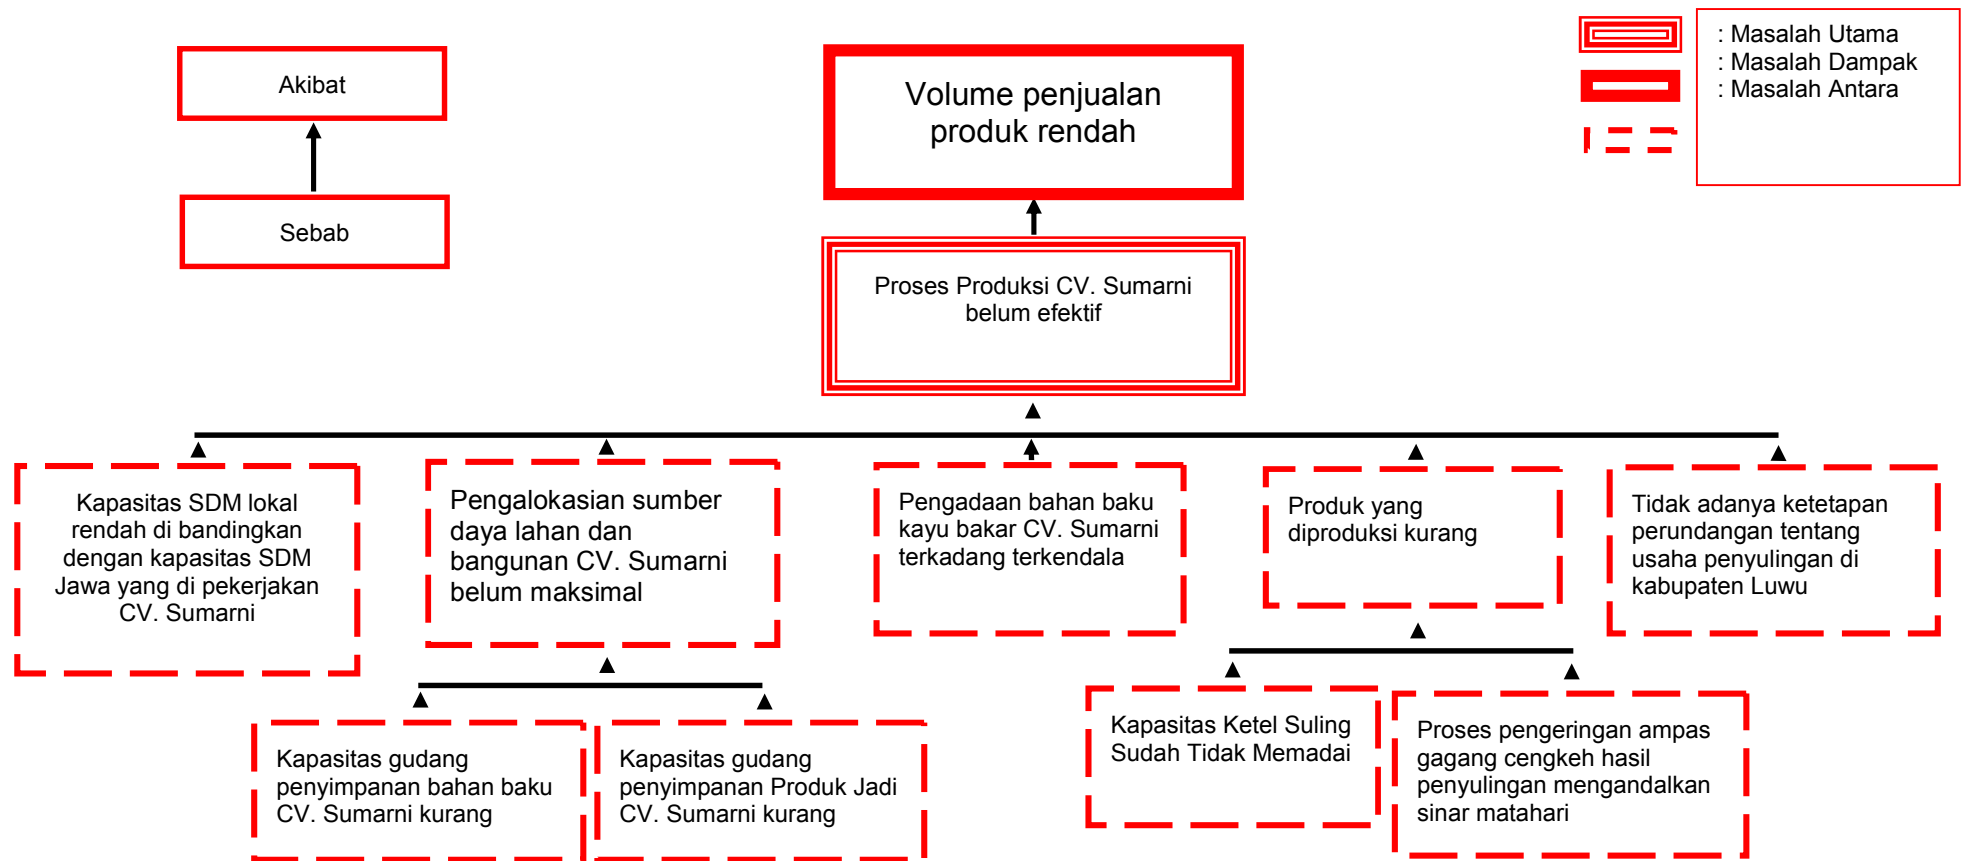 Akibat
Sebab
Volume penjualan
produk rendah
: Masalah Utama
: Masalah Dampak
: Masalah Antara
Proses Produksi CV. Sumarni
belum efektif
Kapasitas SDM lokal
rendah di bandingkan
dengan kapasitas SDM
Jawa yang di pekerjakan
CV. Sumarni
Pengalokasian sumber
daya lahan dan
bangunan CV. Sumarni
belum maksimal
Pengadaan bahan baku
kayu bakar CV. Sumarni
terkadang terkendala
Produk yang
diproduksi kurang
Tidak adanya ketetapan
perundangan tentang
usaha penyulingan di
kabupaten Luwu
Kapasitas gudang
penyimpanan bahan baku
CV. Sumarni kurang
Kapasitas gudang
penyimpanan Produk Jadi
CV. Sumarni kurang
Kapasitas Ketel Suling
Sudah Tidak Memadai
Proses pengeringan ampas
gagang cengkeh hasil
penyulingan mengandalkan
sinar matahari